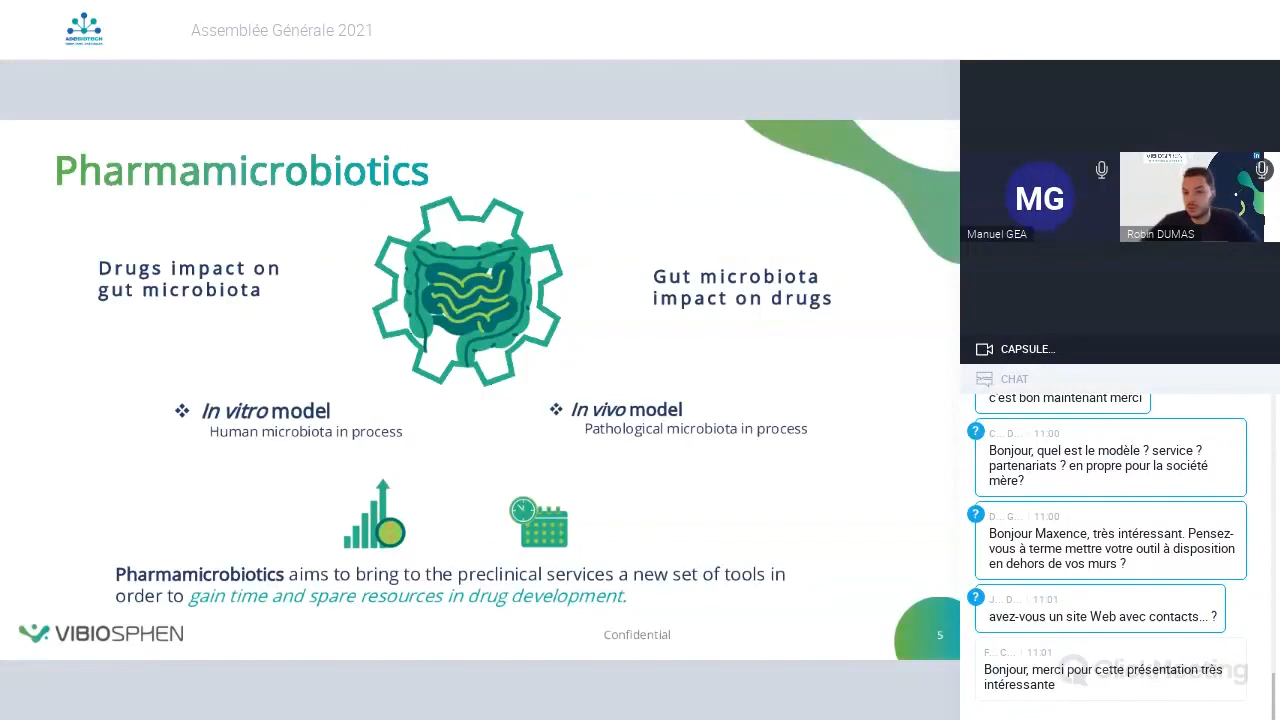 ADEBIOTECH
Assemblée Générale 2021
Pharmamicrobiotics
Drugs impact on
gut microbiota
Gut microbiota
impact on drugs
❖ In vitro model
Human microbiota in process
❖ In vivo model
Pathological microbiota in process
Pharmamicrobiotics aims to bring to the preclinical services a new set of tools in
order to gain time and spare resources in drug development.
VIBIOSPHEN
Confidential
5
MG
Manuel GEA
VIBIOSPHEN
in
Robin DUMAS
CAPSULE...
CHAT
c'est bon maintenant merci
?
C... D... 11:00
Bonjour, quel est le modèle ? service ?
partenariats ? en propre pour la société
mère?
?
D... G... 11:00
Bonjour Maxence, très intéressant. Pensez-
vous à terme mettre votre outil à disposition
en dehors de vos murs ?
?
J... D... 11:01
avez-vous un site Web avec contacts... ?
F... C... 11:01
Bonjour, merci pour cette présentation très
intéressante
ClickMeeting